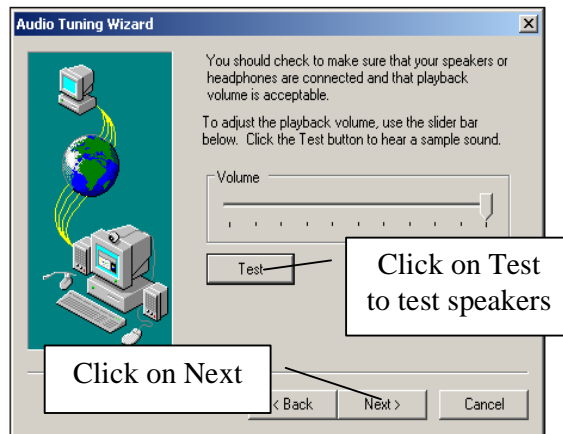 Audio Tuning Wizard
You should check to make sure that your speakers or
headphones are connected and that playback
volume is acceptable.
To adjust the playback volume, use the slider bar
below. Click the Test button to hear a sample sound.
Volume
Test
Click on Test
to test speakers
Click on Next
< Back
Next >
Cancel